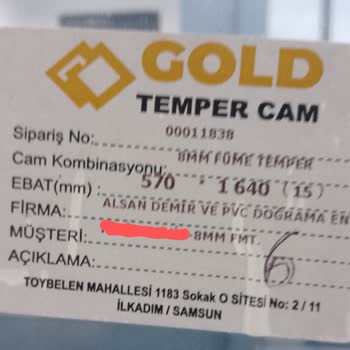 GOLD
TEMPER CAM
Sipariş No: 00011838
Cam Kombinasyonu: 8MM FÜME TEMPER
EBAT(mm) : 570 * 1640 (15)
FİRMA: ALSAN DEMİR VE PVC DOĞRAMA EN
MÜŞTERİ: 8MM FMT.
AÇIKLAMA: 6
TOYBELEN MAHALLESİ 1183 Sokak O SİTESİ No: 2 / 11
İLKADIM / SAMSUN